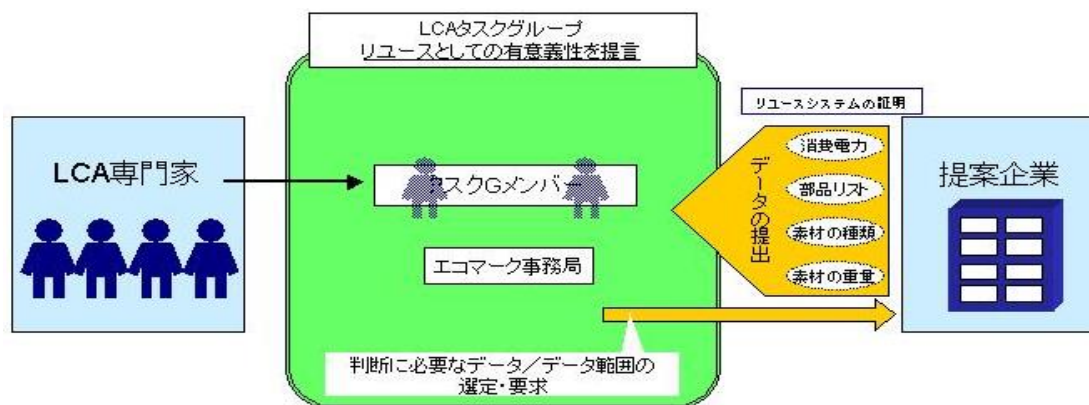 LCAタスクグループ
リユースとしての有意義性を提言
LCA専門家
タスクGメンバー
エコマーク事務局
判断に必要なデータ／データ範囲の
選定・要求
リユースシステムの証明
データの提出
消費電力
部品リスト
素材の種類
素材の重量
提案企業